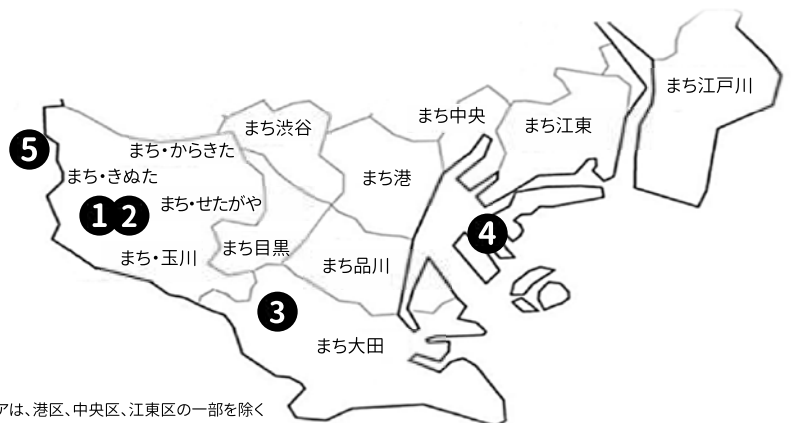 まち江戸川
まち中央
まち渋谷
まち江東
5
まち・からきた
まち・きぬた
まち港
まち・せたがや
1 2
4
まち目黒
まち・玉川
まち品川
3
まち大田
アは、港区、中央区、江東区の一部を除く